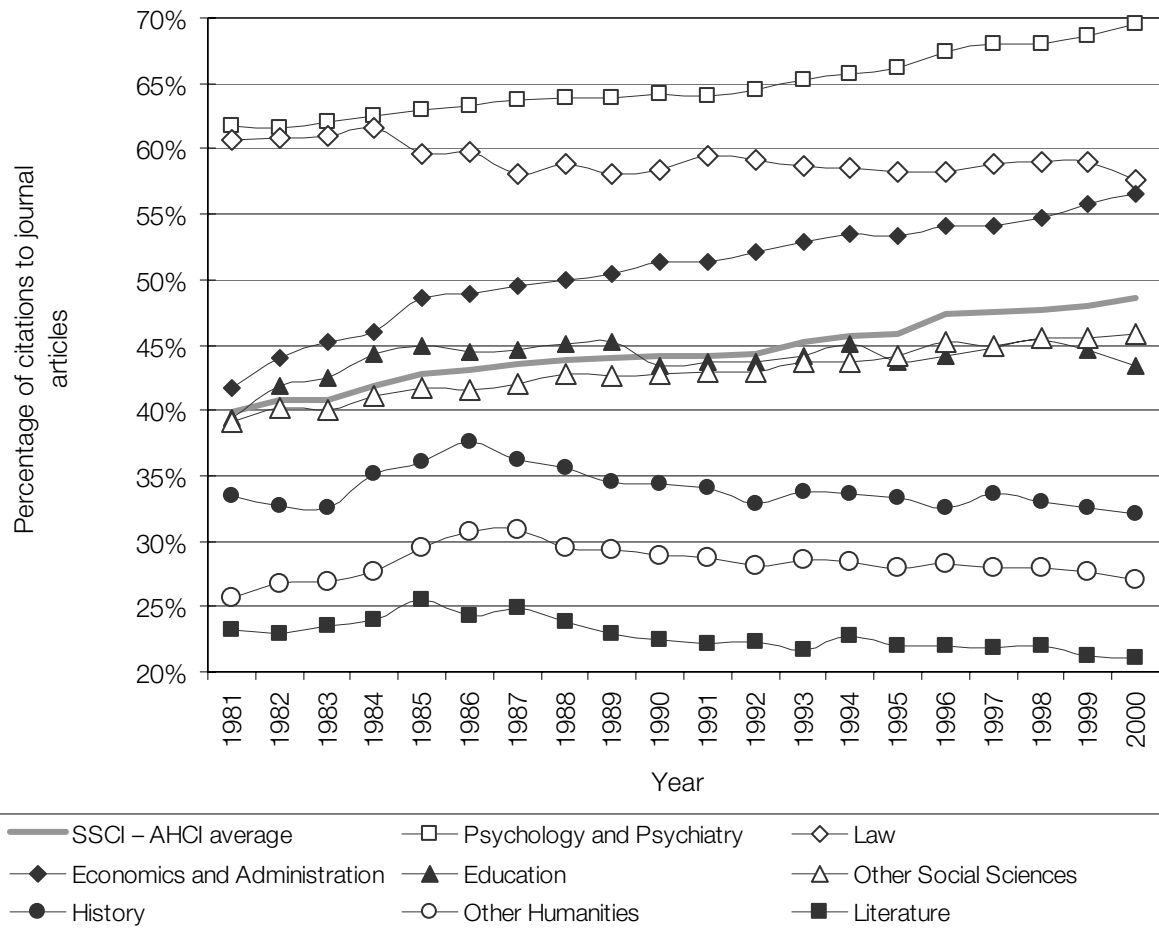 70%
65%
60%
55%
50%
45%
40%
35%
30%
25%
20%
Percentage of citations to journal
articles
1981 1982 1983 1984 1985 1986 1987 1988 1989 1990 1991 1992 1993 1994 1995 1996 1997 1998 1999 2000
Year
SSCI – AHCI average Psychology and Psychiatry Law
Economics and Administration Education Other Social Sciences
History Other Humanities Literature